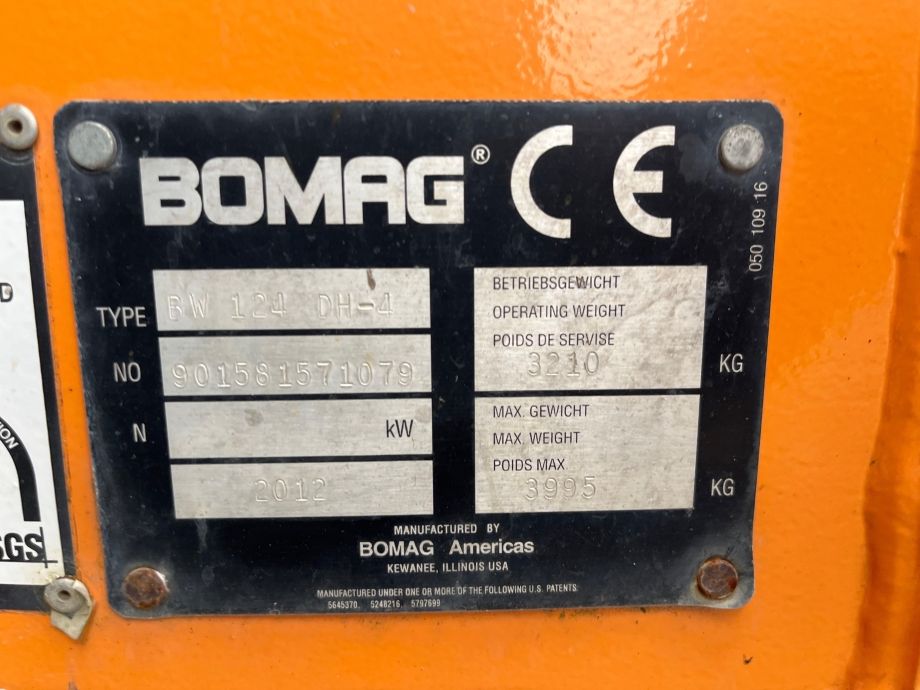 BOMAG® CE
TYPE BW 124 DH-4
NO 901581571079
N kW
2012
BETRIEBSGEWICHT
OPERATING WEIGHT
POIDS DE SERVISE
3210 KG
MAX. GEWICHT
MAX. WEIGHT
POIDS MAX
3995 KG
050 109 16
MANUFACTURED BY
BOMAG Americas
KEWANEE, ILLINOIS USA
MANUFACTURED UNDER ONE OR MORE OF THE FOLLOWING U.S. PATENTS
5645370 5248216 5797699
D
ION
SGS